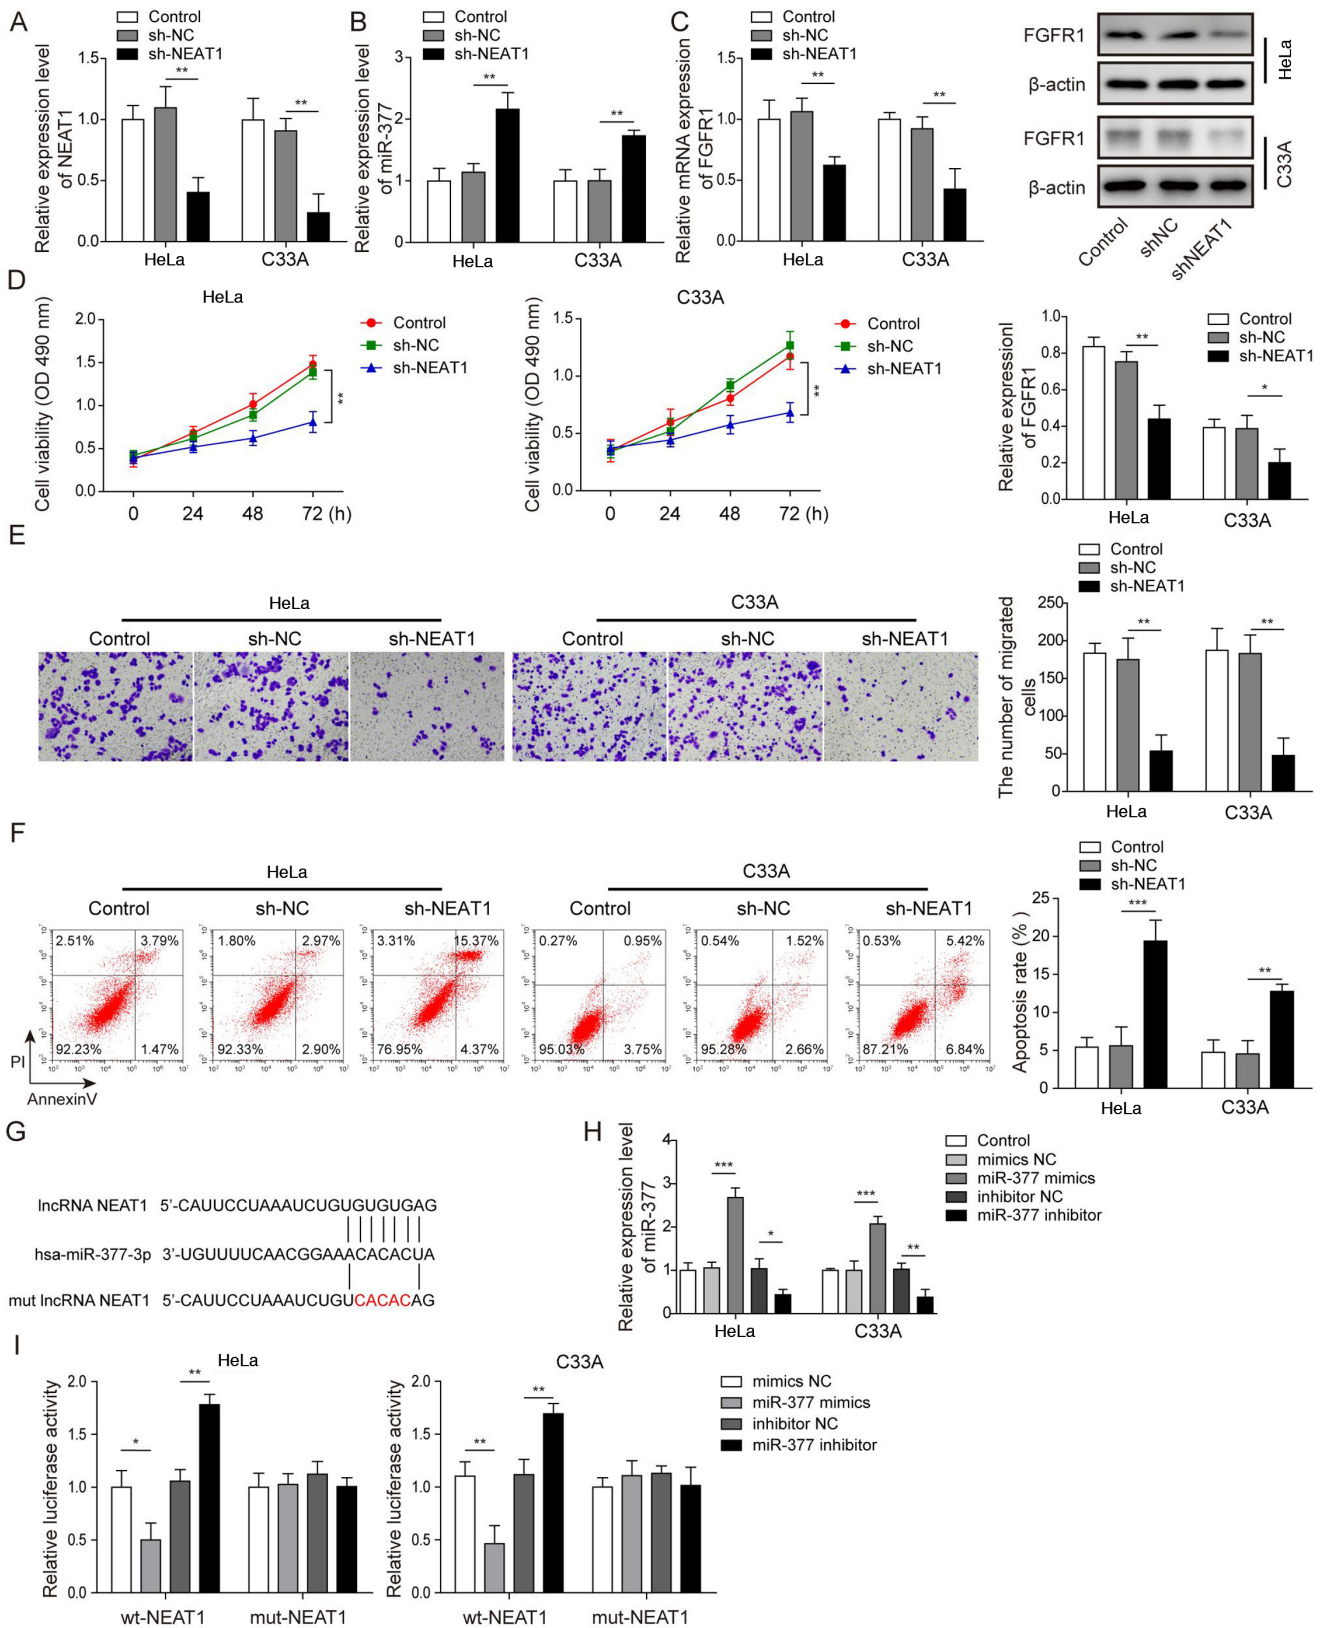 A
Control
sh-NC
sh-NEAT1
Relative expression level
of NEAT1
1.5
1.0
0.5
0.0
**
**
HeLa
C33A
B
Control
sh-NC
sh-NEAT1
Relative expression level
of miR-377
3
2
1
0
**
**
HeLa
C33A
C
Control
sh-NC
sh-NEAT1
Relative mRNA expression
of FGFR1
1.5
1.0
0.5
0.0
**
**
HeLa
C33A
FGFR1
β-actin
HeLa
FGFR1
β-actin
C33A
Control
shNC
shNEAT1
D
HeLa
Cell viability (OD 490 nm)
2.0
1.5
1.0
0.5
0.0
0 24 48 72 (h)
Control
sh-NC
sh-NEAT1
**
C33A
Cell viability (OD 490 nm)
1.5
1.0
0.5
0.0
0 24 48 72 (h)
Control
sh-NC
sh-NEAT1
**
Relative expressionl
of FGFR1
1.0
0.8
0.6
0.4
0.2
0.0
Control
sh-NC
sh-NEAT1
**
*
HeLa
C33A
E
HeLa
C33A
Control sh-NC sh-NEAT1 Control sh-NC sh-NEAT1
Control
sh-NC
sh-NEAT1
The number of migrated
cells
250
200
150
100
50
0
**
**
HeLa
C33A
F
HeLa
C33A
Control sh-NC sh-NEAT1 Control sh-NC sh-NEAT1
2.51% 3.79%
92.23% 1.47%
1.80% 2.97%
92.33% 2.90%
3.31% 15.37%
76.95% 4.37%
0.27% 0.95%
95.03% 3.75%
0.54% 1.52%
95.28% 2.66%
0.53% 5.42%
87.21% 6.84%
PI
AnnexinV
Control
sh-NC
sh-NEAT1
Apoptosis rate (% )
25
20
15
10
5
0
***
**
HeLa
C33A
G
lncRNA NEAT1 5'-CAUUCCUAAAUCUGUGUGUGAG
hsa-miR-377-3p 3'-UGUUUUCAACGGAAACACACUA
mut lncRNA NEAT1 5'-CAUUCCUAAAUCUGUCACACAG
H
Relative expression level
of miR-377
4
3
2
1
0
***
*
***
**
HeLa
C33A
Control
mimics NC
miR-377 mimics
inhibitor NC
miR-377 inhibitor
I
HeLa
Relative luciferase activity
2.0
1.5
1.0
0.5
0.0
*
**
wt-NEAT1
mut-NEAT1
C33A
Relative luciferase activity
2.0
1.5
1.0
0.5
0.0
**
**
wt-NEAT1
mut-NEAT1
mimics NC
miR-377 mimics
inhibitor NC
miR-377 inhibitor